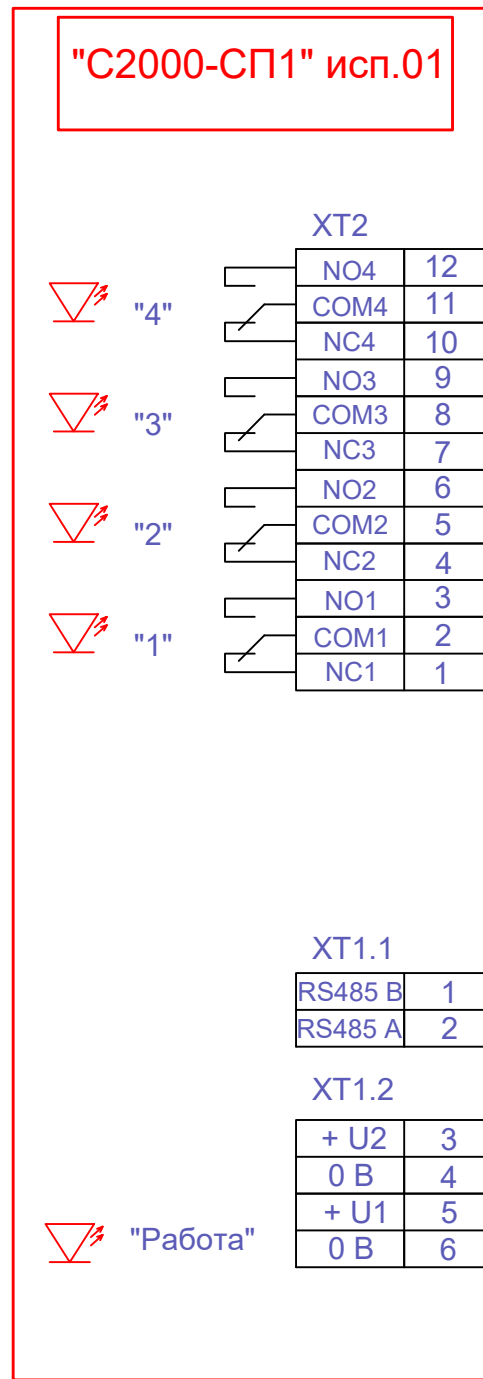 "С2000-СП1" исп.01
XT2
NO4 12
"4" COM4 11
NC4 10
NO3 9
"3" COM3 8
NC3 7
NO2 6
"2" COM2 5
NC2 4
NO1 3
"1" COM1 2
NC1 1
XT1.1
RS485 B 1
RS485 A 2
XT1.2
+ U2 3
0 В 4
+ U1 5
"Работа" 0 В 6